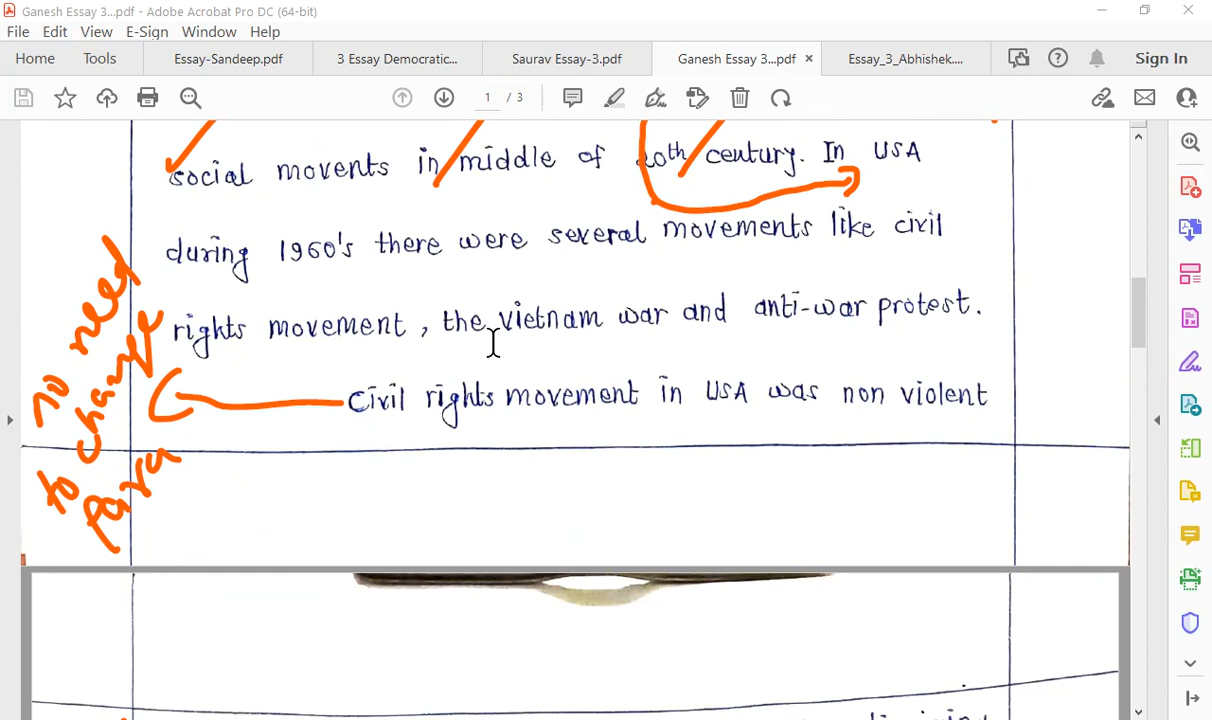 Ganesh Essay 3...pdf - Adobe Acrobat Pro DC (64-bit)
File Edit View E-Sign Window Help
Home Tools Essay-Sandeep.pdf 3 Essay Democratic... Saurav Essay-3.pdf Ganesh Essay 3...pdf × Essay_3_Abhishek.... Sign In
1 / 3
social movents in middle of 20th century. In USA
during 1960's there were several movements like civil
rights movement, the vietnam war and anti-war protest.
Civil rights movement in USA was non violent
no need
to change
Para